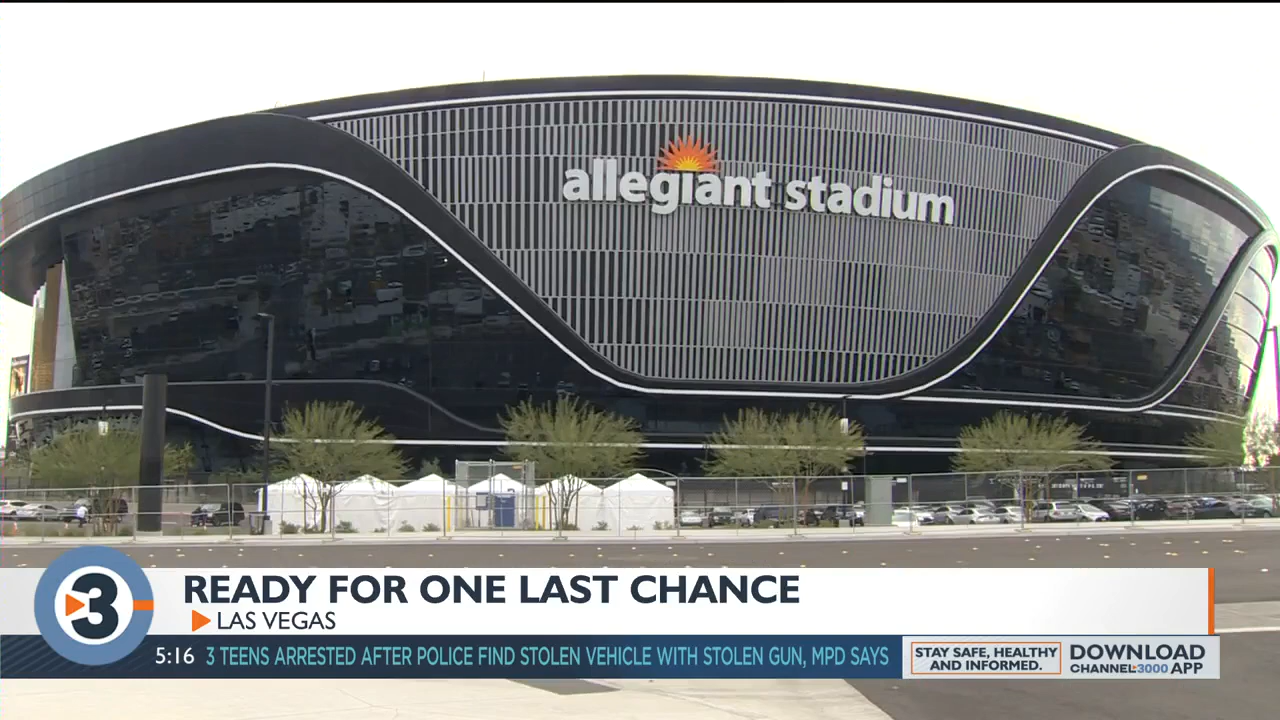 allegiant stadium
3
READY FOR ONE LAST CHANCE
LAS VEGAS
5:16 3 TEENS ARRESTED AFTER POLICE FIND STOLEN VEHICLE WITH STOLEN GUN, MPD SAYS
STAY SAFE, HEALTHY
AND INFORMED.
DOWNLOAD
CHANNEL3000 APP